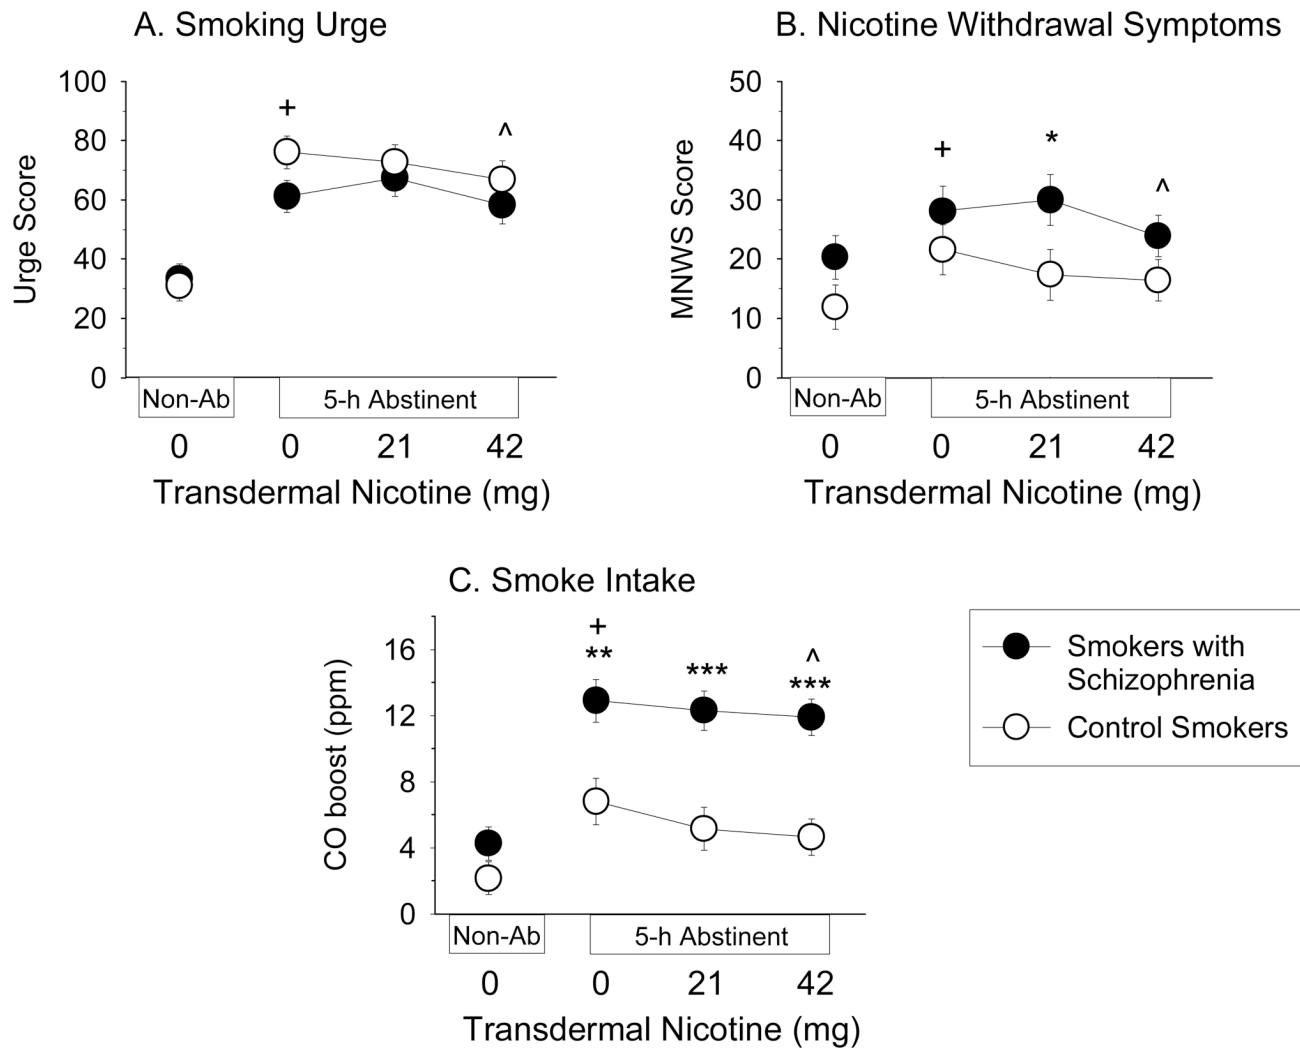 A. Smoking Urge
100
80
60
40
20
0
Urge Score
+
^
Non-Ab
5-h Abstinent
0 0 21 42
Transdermal Nicotine (mg)
B. Nicotine Withdrawal Symptoms
50
40
30
20
10
0
MNWS Score
+
*
^
Non-Ab
5-h Abstinent
0 0 21 42
Transdermal Nicotine (mg)
C. Smoke Intake
16
12
8
4
0
CO boost (ppm)
+
^
** *** ***
Non-Ab
5-h Abstinent
0 0 21 42
Transdermal Nicotine (mg)
Smokers with
Schizophrenia
Control Smokers